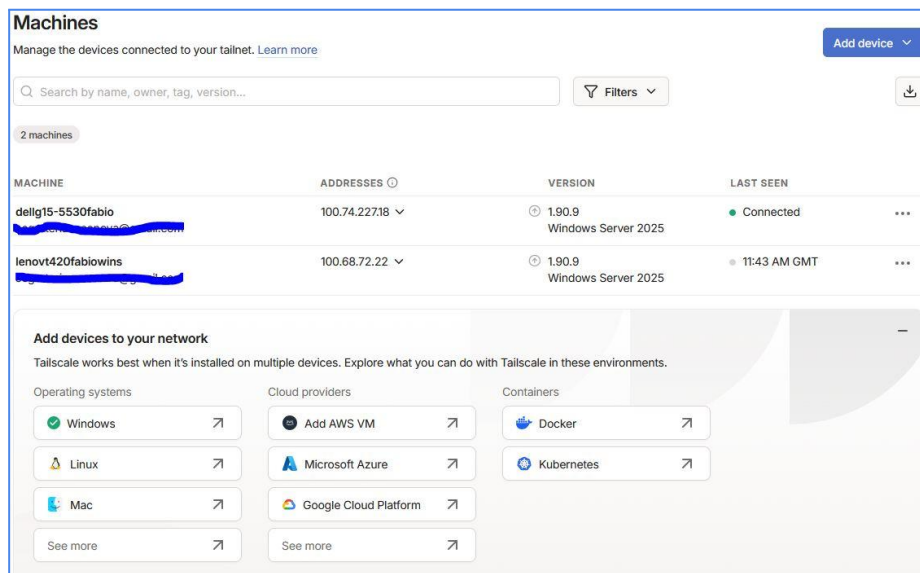 Machines
Manage the devices connected to your tailnet. Learn more
Add device
Search by name, owner, tag, version...
Filters
2 machines
MACHINE ADDRESSES VERSION LAST SEEN
dellg15-5530fabio 100.74.227.18 1.90.9 Connected
Windows Server 2025
lenovt420fabiowins 100.68.72.22 1.90.9 11:43 AM GMT
Windows Server 2025
Add devices to your network
Tailscale works best when it's installed on multiple devices. Explore what you can do with Tailscale in these environments.
Operating systems Cloud providers Containers
Windows Add AWS VM Docker
Linux Microsoft Azure Kubernetes
Mac Google Cloud Platform
See more See more